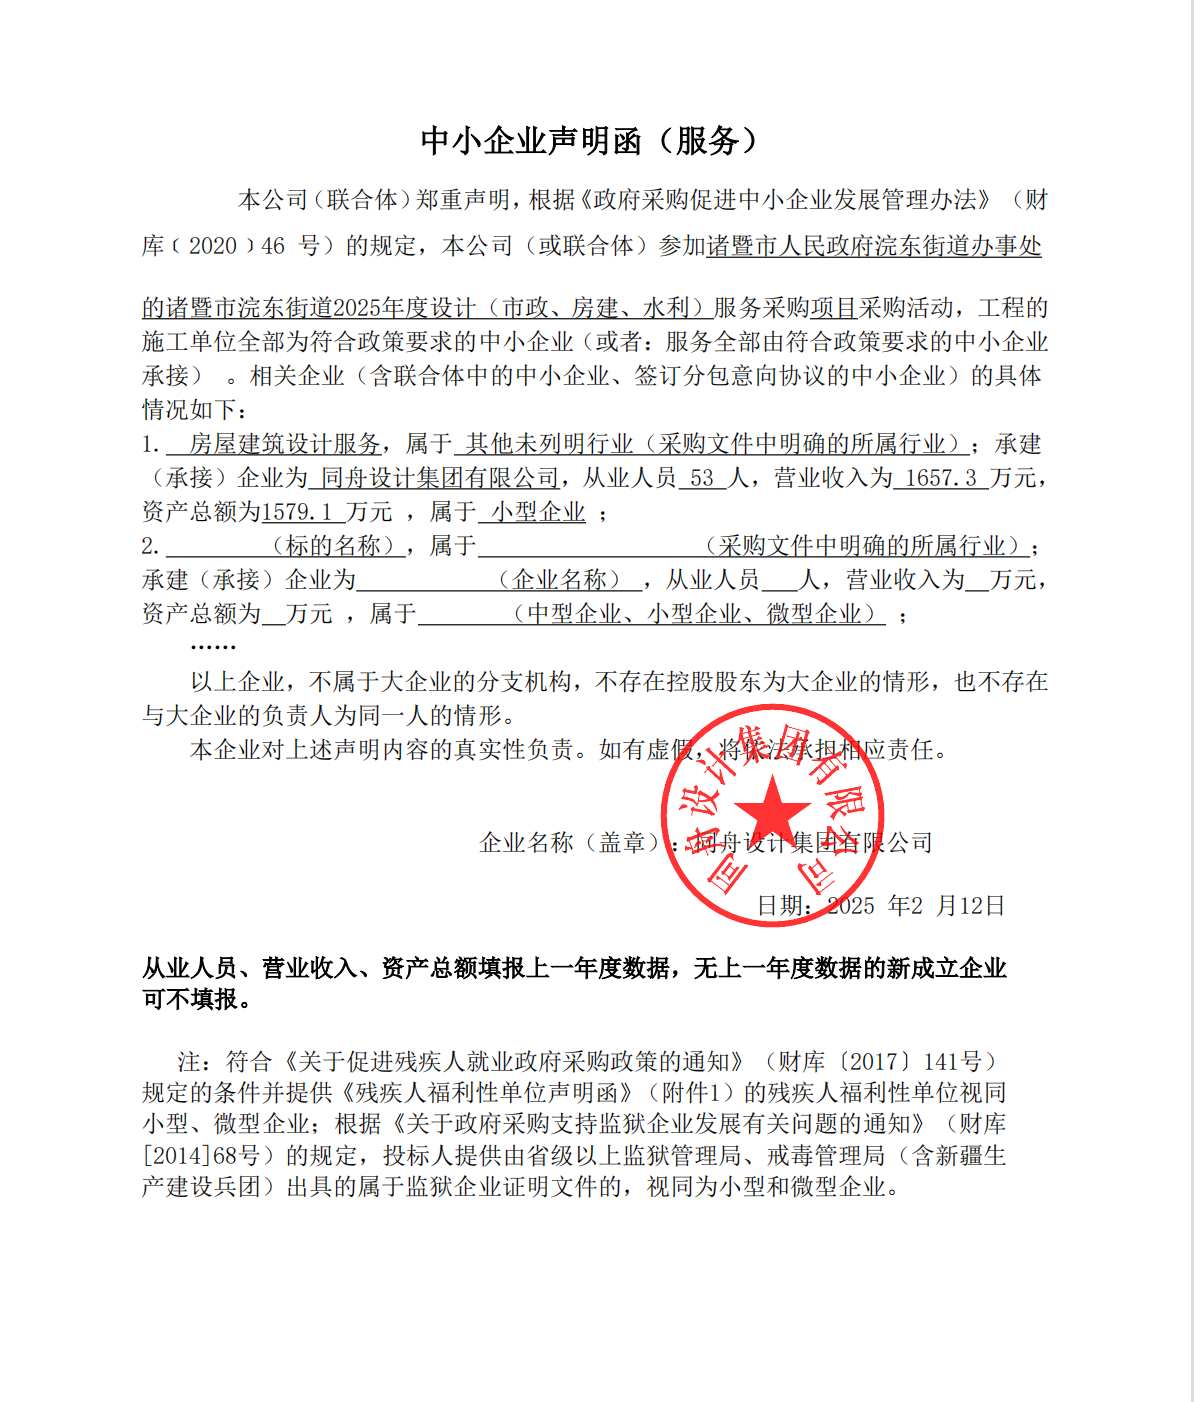 中小企业声明函（服务）
本公司（联合体）郑重声明，根据《政府采购促进中小企业发展管理办法》（财
库﹝2020﹞46 号）的规定，本公司（或联合体）参加诸暨市人民政府浣东街道办事处
的诸暨市浣东街道2025年度设计（市政、房建、水利）服务采购项目采购活动，工程的
施工单位全部为符合政策要求的中小企业（或者：服务全部由符合政策要求的中小企业
承接） 。相关企业（含联合体中的中小企业、签订分包意向协议的中小企业）的具体
情况如下：
1. 房屋建筑设计服务，属于 其他未列明行业（采购文件中明确的所属行业）；承建
（承接）企业为 同舟设计集团有限公司，从业人员 53 人，营业收入为 1657.3 万元，
资产总额为1579.1 万元 ，属于 小型企业 ；
2. （标的名称），属于 （采购文件中明确的所属行业）；
承建（承接）企业为 （企业名称） ，从业人员 人，营业收入为 万元，
资产总额为 万元 ，属于 （中型企业、小型企业、微型企业） ；
……
以上企业，不属于大企业的分支机构，不存在控股股东为大企业的情形，也不存在
与大企业的负责人为同一人的情形。
本企业对上述声明内容的真实性负责。如有虚假，将依法承担相应责任。
企业名称（盖章）：同舟设计集团有限公司
同舟设计集团有限公司
日期：2025 年2 月12日
从业人员、营业收入、资产总额填报上一年度数据，无上一年度数据的新成立企业
可不填报。
注：符合《关于促进残疾人就业政府采购政策的通知》（财库〔2017〕141号）
规定的条件并提供《残疾人福利性单位声明函》（附件1）的残疾人福利性单位视同
小型、微型企业；根据《关于政府采购支持监狱企业发展有关问题的通知》（财库
[2014]68号）的规定，投标人提供由省级以上监狱管理局、戒毒管理局（含新疆生
产建设兵团）出具的属于监狱企业证明文件的，视同为小型和微型企业。